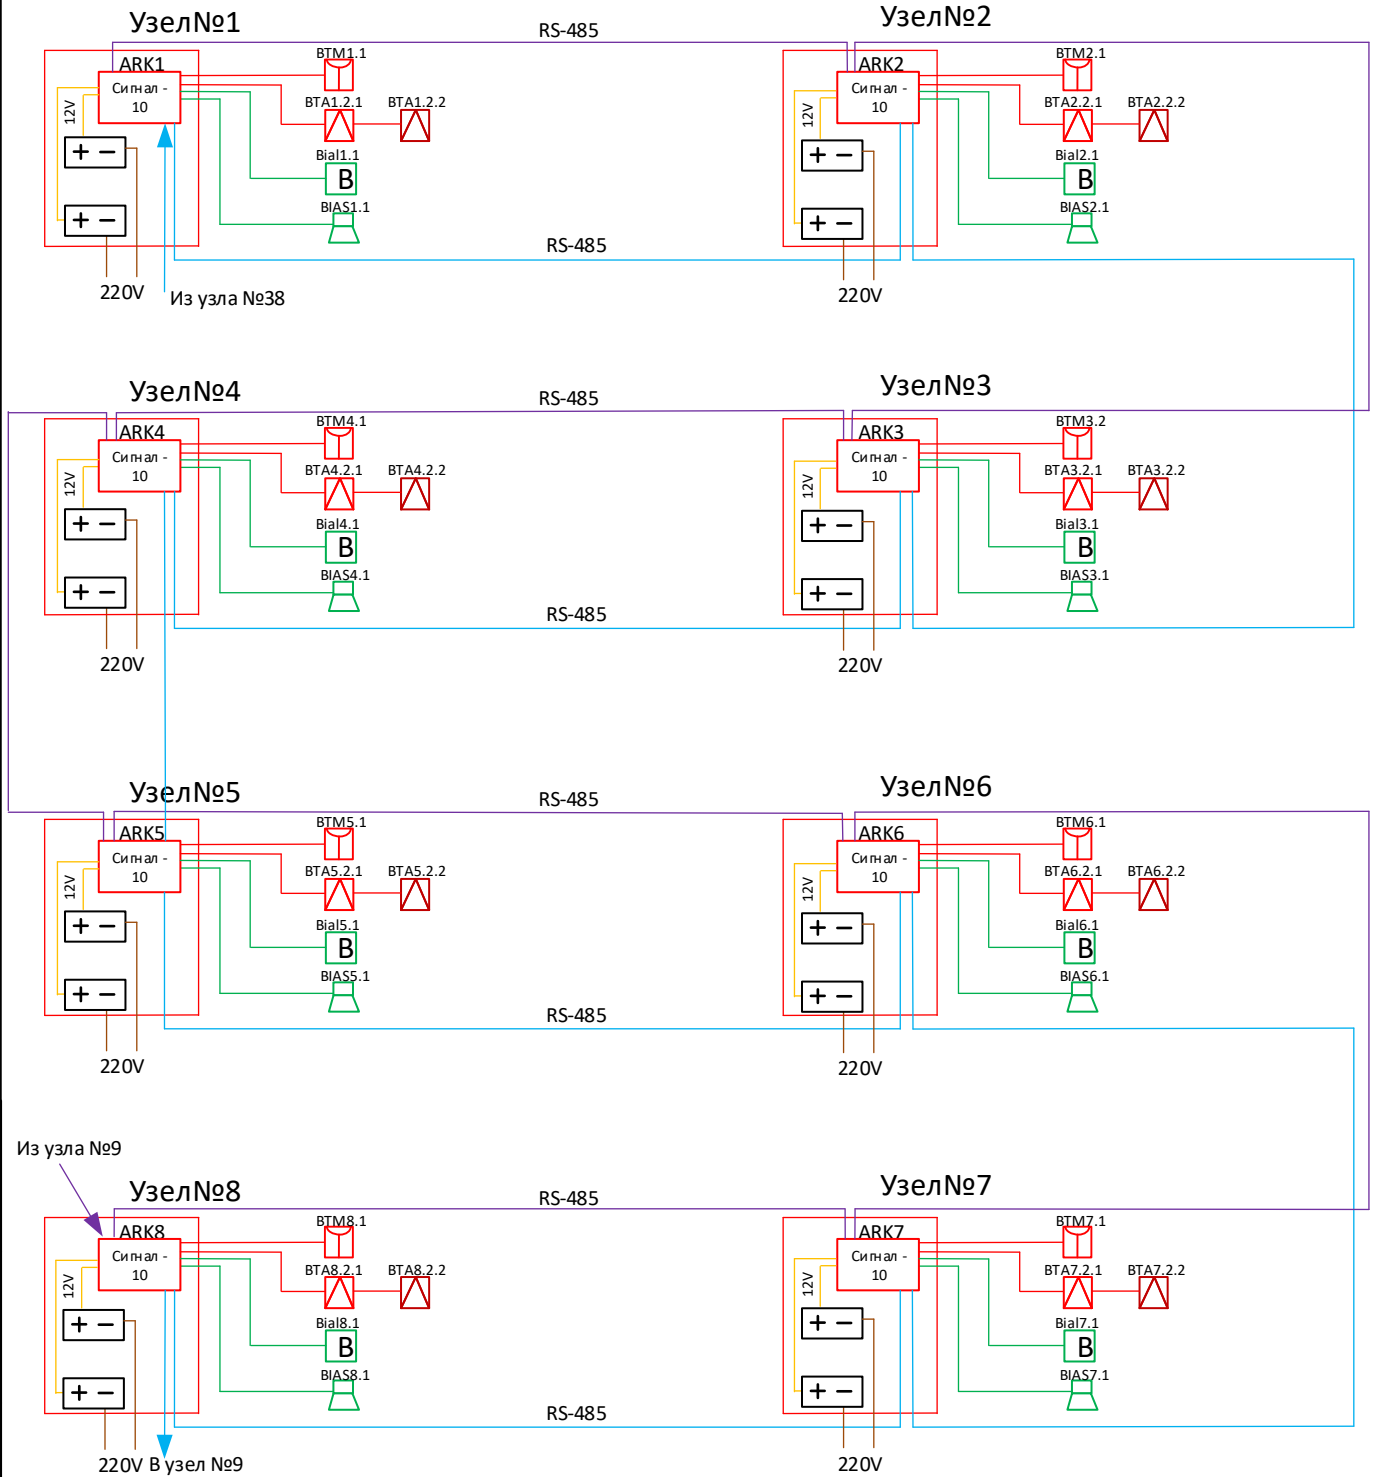 Узел№1
RS-485
Узел№2
ARK1
Сигнал -
10
12V
BTM1.1
BTA1.2.1
BTA1.2.2
Bial1.1
B
BIAS1.1
+ −
+ −
220V
Из узла №38
RS-485
ARK2
Сигнал -
10
12V
BTM2.1
BTA2.2.1
BTA2.2.2
Bial2.1
B
BIAS2.1
+ −
+ −
220V
Узел№4
RS-485
Узел№3
ARK4
Сигнал -
10
12V
BTM4.1
BTA4.2.1
BTA4.2.2
Bial4.1
B
BIAS4.1
+ −
+ −
220V
RS-485
ARK3
Сигнал -
10
12V
BTM3.2
BTA3.2.1
BTA3.2.2
Bial3.1
B
BIAS3.1
+ −
+ −
220V
Узел№5
RS-485
Узел№6
ARK5
Сигнал -
10
12V
BTM5.1
BTA5.2.1
BTA5.2.2
Bial5.1
B
BIAS5.1
+ −
+ −
220V
RS-485
ARK6
Сигнал -
10
12V
BTM6.1
BTA6.2.1
BTA6.2.2
Bial6.1
B
BIAS6.1
+ −
+ −
220V
Из узла №9
Узел№8
RS-485
Узел№7
ARK8
Сигнал -
10
12V
BTM8.1
BTA8.2.1
BTA8.2.2
Bial8.1
B
BIAS8.1
+ −
+ −
220V
В узел №9
RS-485
ARK7
Сигнал -
10
12V
BTM7.1
BTA7.2.1
BTA7.2.2
Bial7.1
B
BIAS7.1
+ −
+ −
220V